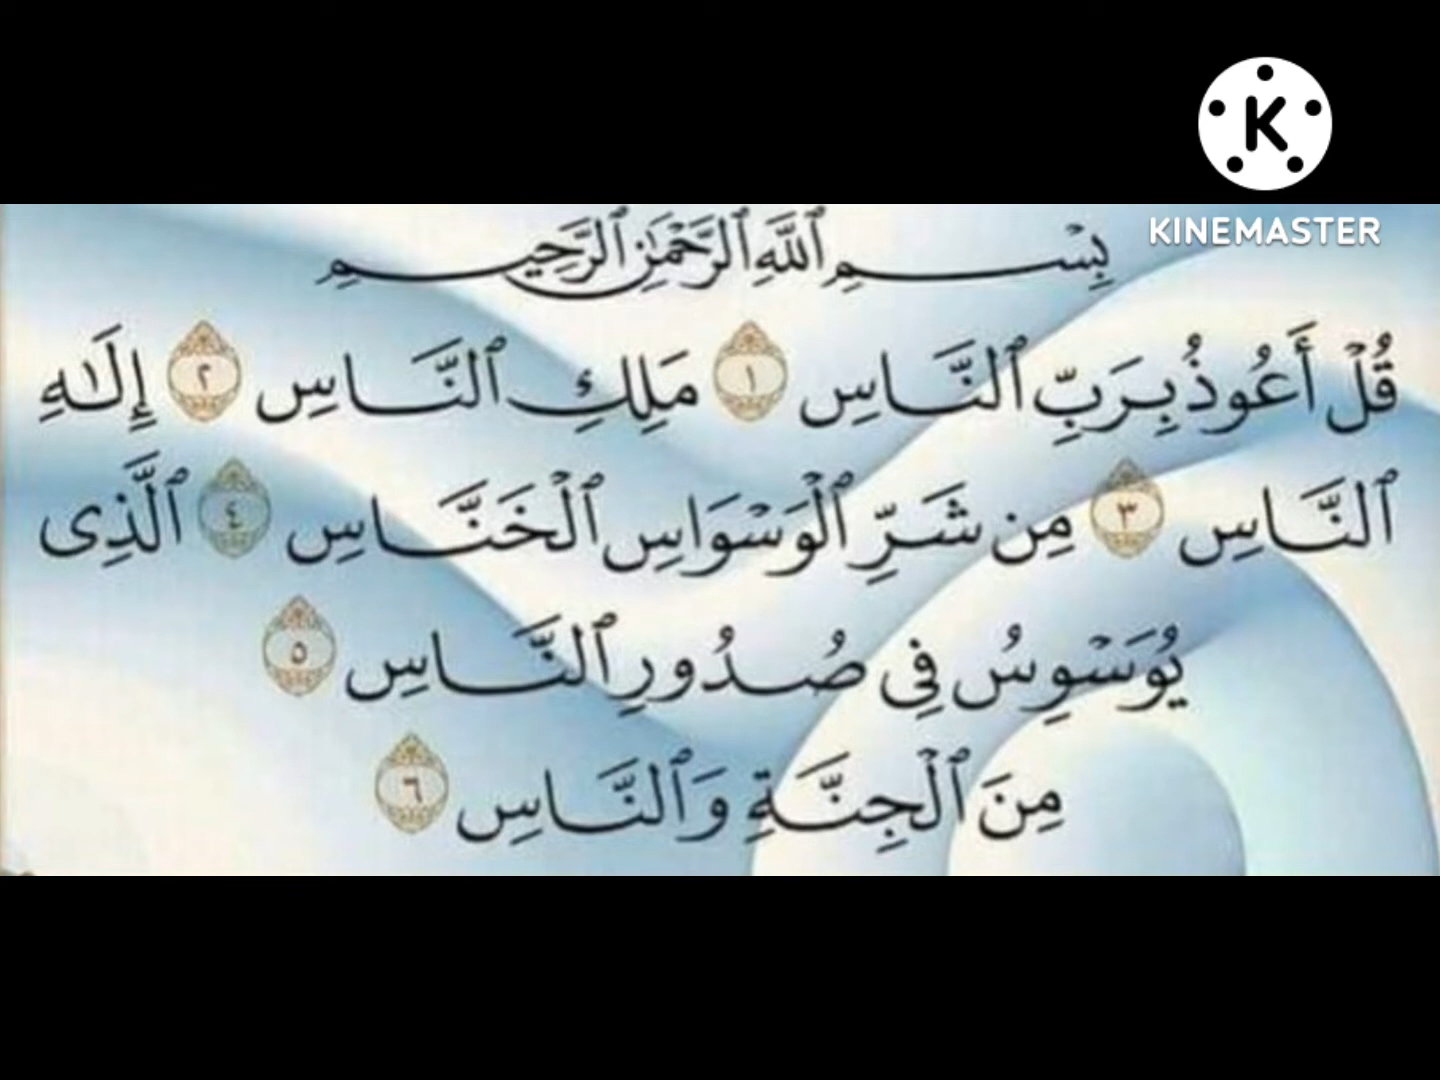 KINEMASTER
بِسْمِ ٱللَّهِ ٱلرَّحْمَٰنِ ٱلرَّحِيمِ
قُلْ أَعُوذُ بِرَبِّ ٱلنَّاسِ ١ مَلِكِ ٱلنَّاسِ ٢ إِلَٰهِ
ٱلنَّاسِ ٣ مِن شَرِّ ٱلْوَسْوَاسِ ٱلْخَنَّاسِ ٤ ٱلَّذِى
يُوَسْوِسُ فِى صُدُورِ ٱلنَّاسِ ٥
مِنَ ٱلْجِنَّةِ وَٱلنَّاسِ ٦